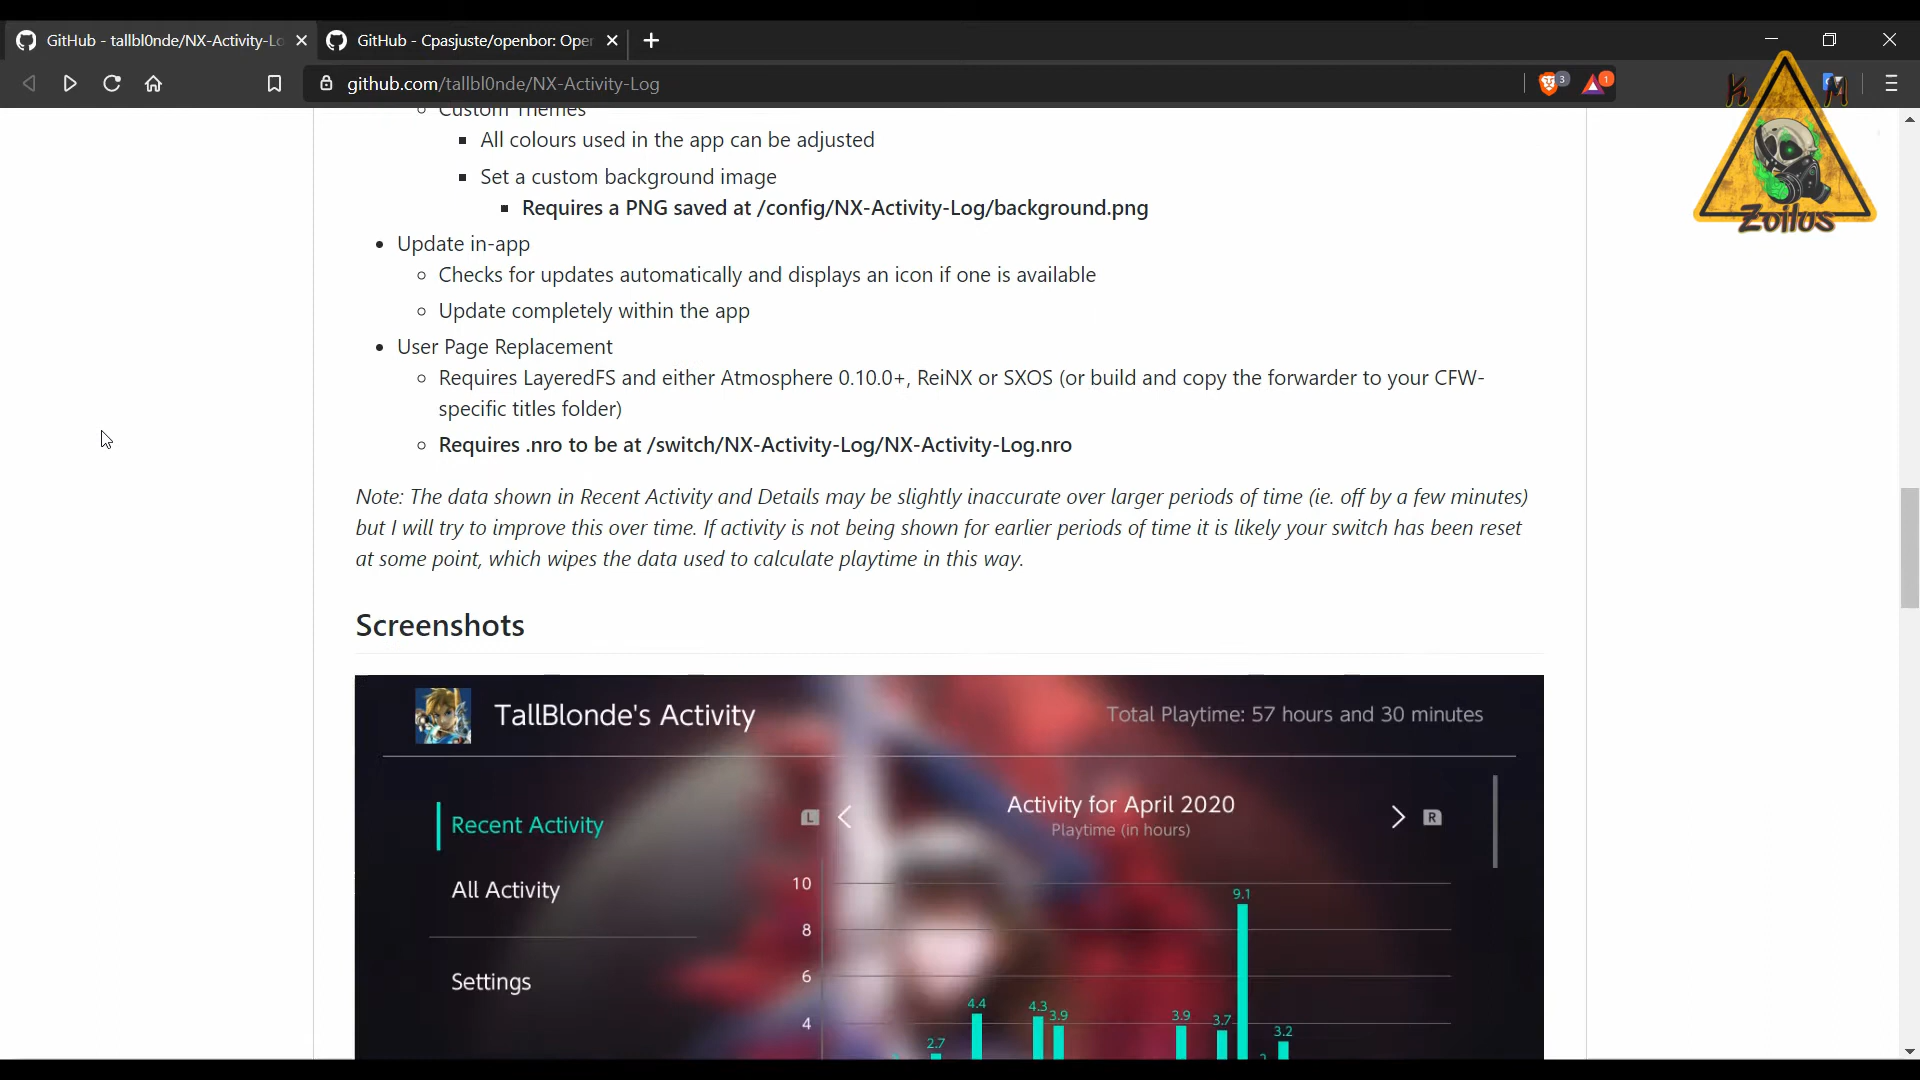 GitHub - tallbl0nde/NX-Activity-Lo
GitHub - Cpasjuste/openbor: Oper
github.com/tallbl0nde/NX-Activity-Log
3
1
K
M
Zoilus
Custom Themes
All colours used in the app can be adjusted
Set a custom background image
Requires a PNG saved at /config/NX-Activity-Log/background.png
Update in-app
Checks for updates automatically and displays an icon if one is available
Update completely within the app
User Page Replacement
Requires LayeredFS and either Atmosphere 0.10.0+, ReiNX or SXOS (or build and copy the forwarder to your CFW-
specific titles folder)
Requires .nro to be at /switch/NX-Activity-Log/NX-Activity-Log.nro
Note: The data shown in Recent Activity and Details may be slightly inaccurate over larger periods of time (ie. off by a few minutes)
but I will try to improve this over time. If activity is not being shown for earlier periods of time it is likely your switch has been reset
at some point, which wipes the data used to calculate playtime in this way.
Screenshots
TallBlonde's Activity
Total Playtime: 57 hours and 30 minutes
Recent Activity
All Activity
Settings
L
Activity for April 2020
R
Playtime (in hours)
10
9.1
8
6
4.4
4.3
3.9
3.9
3.7
4
3.2
2.7